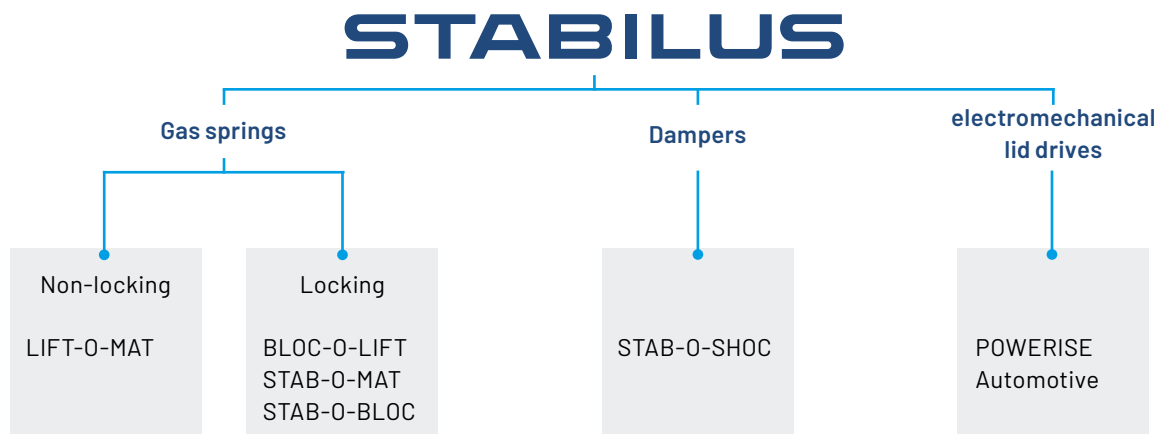 STABILUS
Gas springs
Dampers
electromechanical
lid drives
Non-locking
LIFT-O-MAT
Locking
BLOC-O-LIFT
STAB-O-MAT
STAB-O-BLOC
STAB-O-SHOC
POWERISE
Automotive